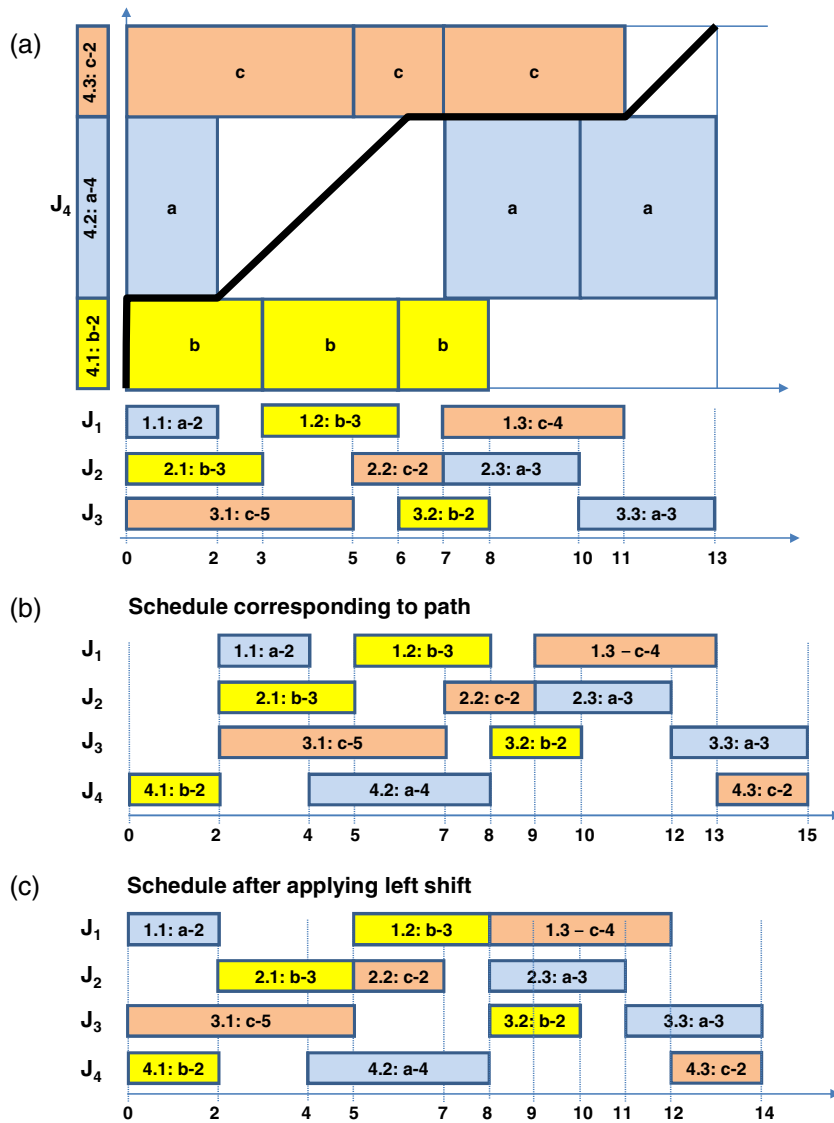 (a)
4.3: c-2
c
c
c
J4
4.2: a-4
a
a
a
4.1: b-2
b
b
b
J1
1.1: a-2
1.2: b-3
1.3: c-4
J2
2.1: b-3
2.2: c-2
2.3: a-3
J3
3.1: c-5
3.2: b-2
3.3: a-3
0 2 3 5 6 7 8 10 11 13
(b) Schedule corresponding to path
J1
1.1: a-2
1.2: b-3
1.3 – c-4
J2
2.1: b-3
2.2: c-2
2.3: a-3
J3
3.1: c-5
3.2: b-2
3.3: a-3
J4
4.1: b-2
4.2: a-4
4.3: c-2
0 2 4 5 7 8 9 10 12 13 15
(c) Schedule after applying left shift
J1
1.1: a-2
1.2: b-3
1.3 – c-4
J2
2.1: b-3
2.2: c-2
2.3: a-3
J3
3.1: c-5
3.2: b-2
3.3: a-3
J4
4.1: b-2
4.2: a-4
4.3: c-2
0 2 4 5 7 8 9 10 11 12 14